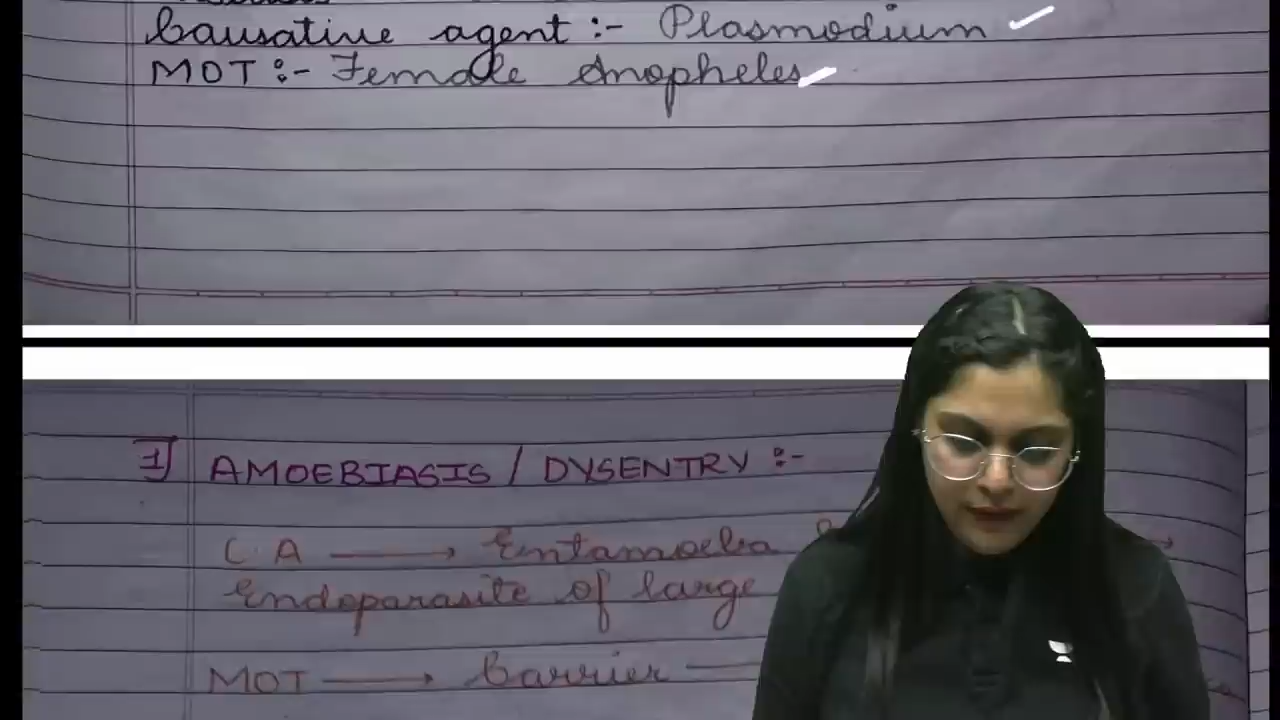 Causative agent :- Plasmodium
MOT :- Female Anopheles
1] AMOEBIASIS / DYSENTRY :-
C.A → Entamoeba
Endoparasite of large
MOT → Carrier